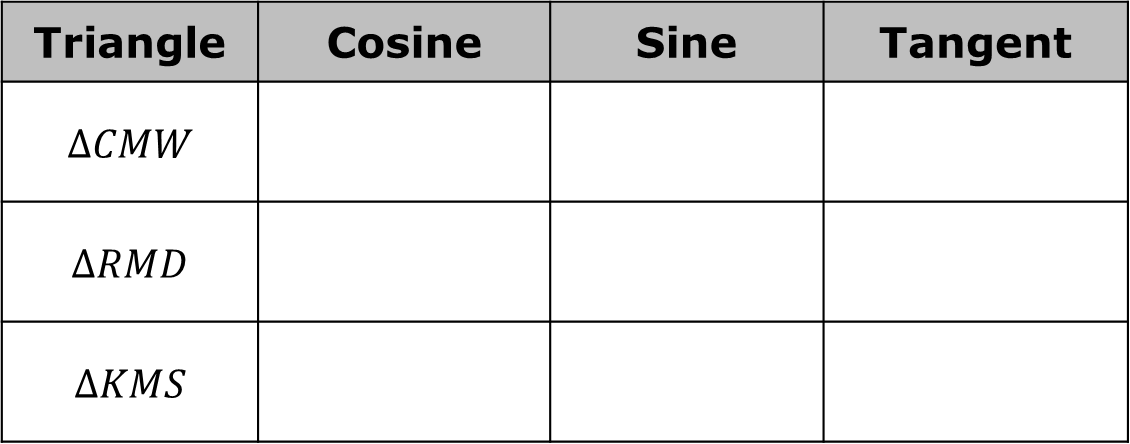 Triangle Cosine Sine Tangent
Δ𝐶𝑀𝑊
Δ𝑅𝑀𝐷
Δ𝐾𝑀𝑆